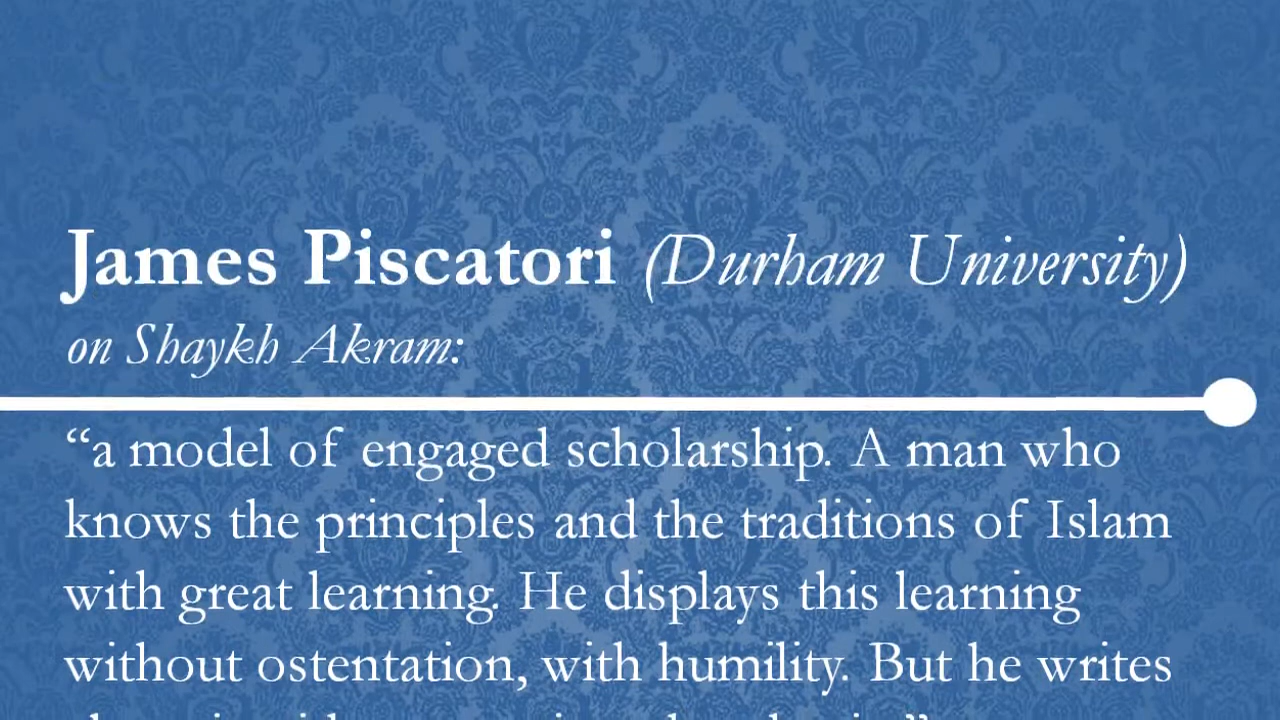 James Piscatori (Durham University)
on Shaykh Akram:
“a model of engaged scholarship. A man who
knows the principles and the traditions of Islam
with great learning. He displays this learning
without ostentation, with humility. But he writes